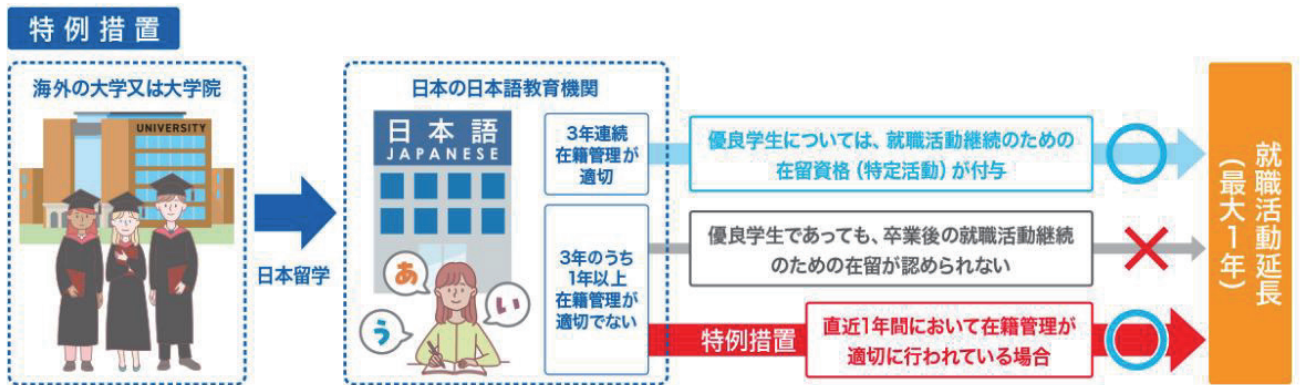 特例措置
海外の大学又は大学院
UNIVERSITY
日本留学
日本の日本語教育機関
日本語
JAPANESE
あ
い
う
3年連続
在籍管理が
適切
3年のうち
1年以上
在籍管理が
適切でない
優良学生については、就職活動継続のための
在留資格（特定活動）が付与
優良学生であっても、卒業後の就職活動継続
のための在留が認められない
特例措置
直近1年間において在籍管理が
適切に行われている場合
就職活動延長
（最大1年）